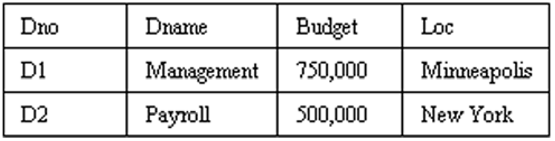 Dno Dname Budget Loc
D1 Management 750,000 Minneapolis
D2 Payroll 500,000 New York